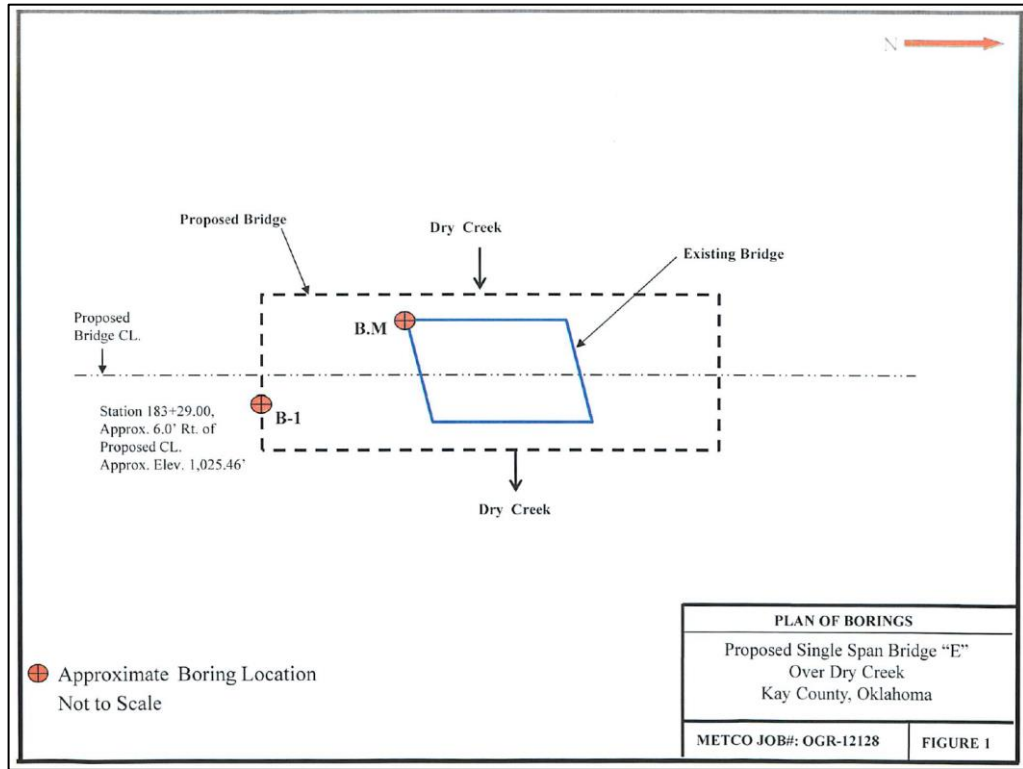 N
Proposed Bridge
Dry Creek
Existing Bridge
B.M
Proposed
Bridge CL.
B-1
Station 183+29.00,
Approx. 6.0' Rt. of
Proposed CL.
Approx. Elev. 1,025.46'
Dry Creek
Approximate Boring Location
Not to Scale
PLAN OF BORINGS
Proposed Single Span Bridge “E”
Over Dry Creek
Kay County, Oklahoma
METCO JOB#: OGR-12128
FIGURE 1